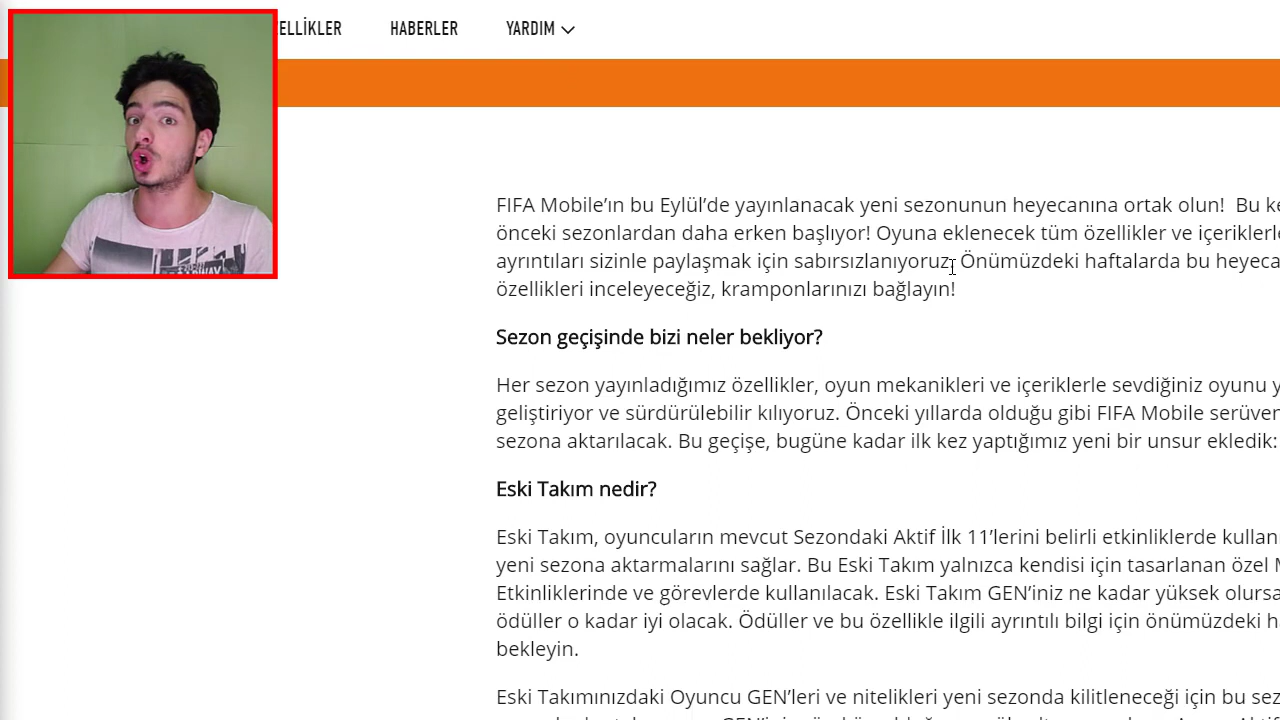 ELLİKLER HABERLER YARDIM
FIFA Mobile’ın bu Eylül’de yayınlanacak yeni sezonunun heyecanına ortak olun!  Bu ke
önceki sezonlardan daha erken başlıyor! Oyuna eklenecek tüm özellikler ve içeriklerle
ayrıntıları sizinle paylaşmak için sabırsızlanıyoruz. Önümüzdeki haftalarda bu heyeca
özellikleri inceleyeceğiz, kramponlarınızı bağlayın!
Sezon geçişinde bizi neler bekliyor?
Her sezon yayınladığımız özellikler, oyun mekanikleri ve içeriklerle sevdiğiniz oyunu y
geliştiriyor ve sürdürülebilir kılıyoruz. Önceki yıllarda olduğu gibi FIFA Mobile serüven
sezona aktarılacak. Bu geçişe, bugüne kadar ilk kez yaptığımız yeni bir unsur ekledik:
Eski Takım nedir?
Eski Takım, oyuncuların mevcut Sezondaki Aktif İlk 11’lerini belirli etkinliklerde kullan
yeni sezona aktarmalarını sağlar. Bu Eski Takım yalnızca kendisi için tasarlanan özel
Etkinliklerinde ve görevlerde kullanılacak. Eski Takım GEN’iniz ne kadar yüksek olursa
ödüller o kadar iyi olacak. Ödüller ve bu özellikle ilgili ayrıntılı bilgi için önümüzdeki h
bekleyin.
Eski Takımınızdaki Oyuncu GEN’leri ve nitelikleri yeni sezonda kilitleneceği için bu sez